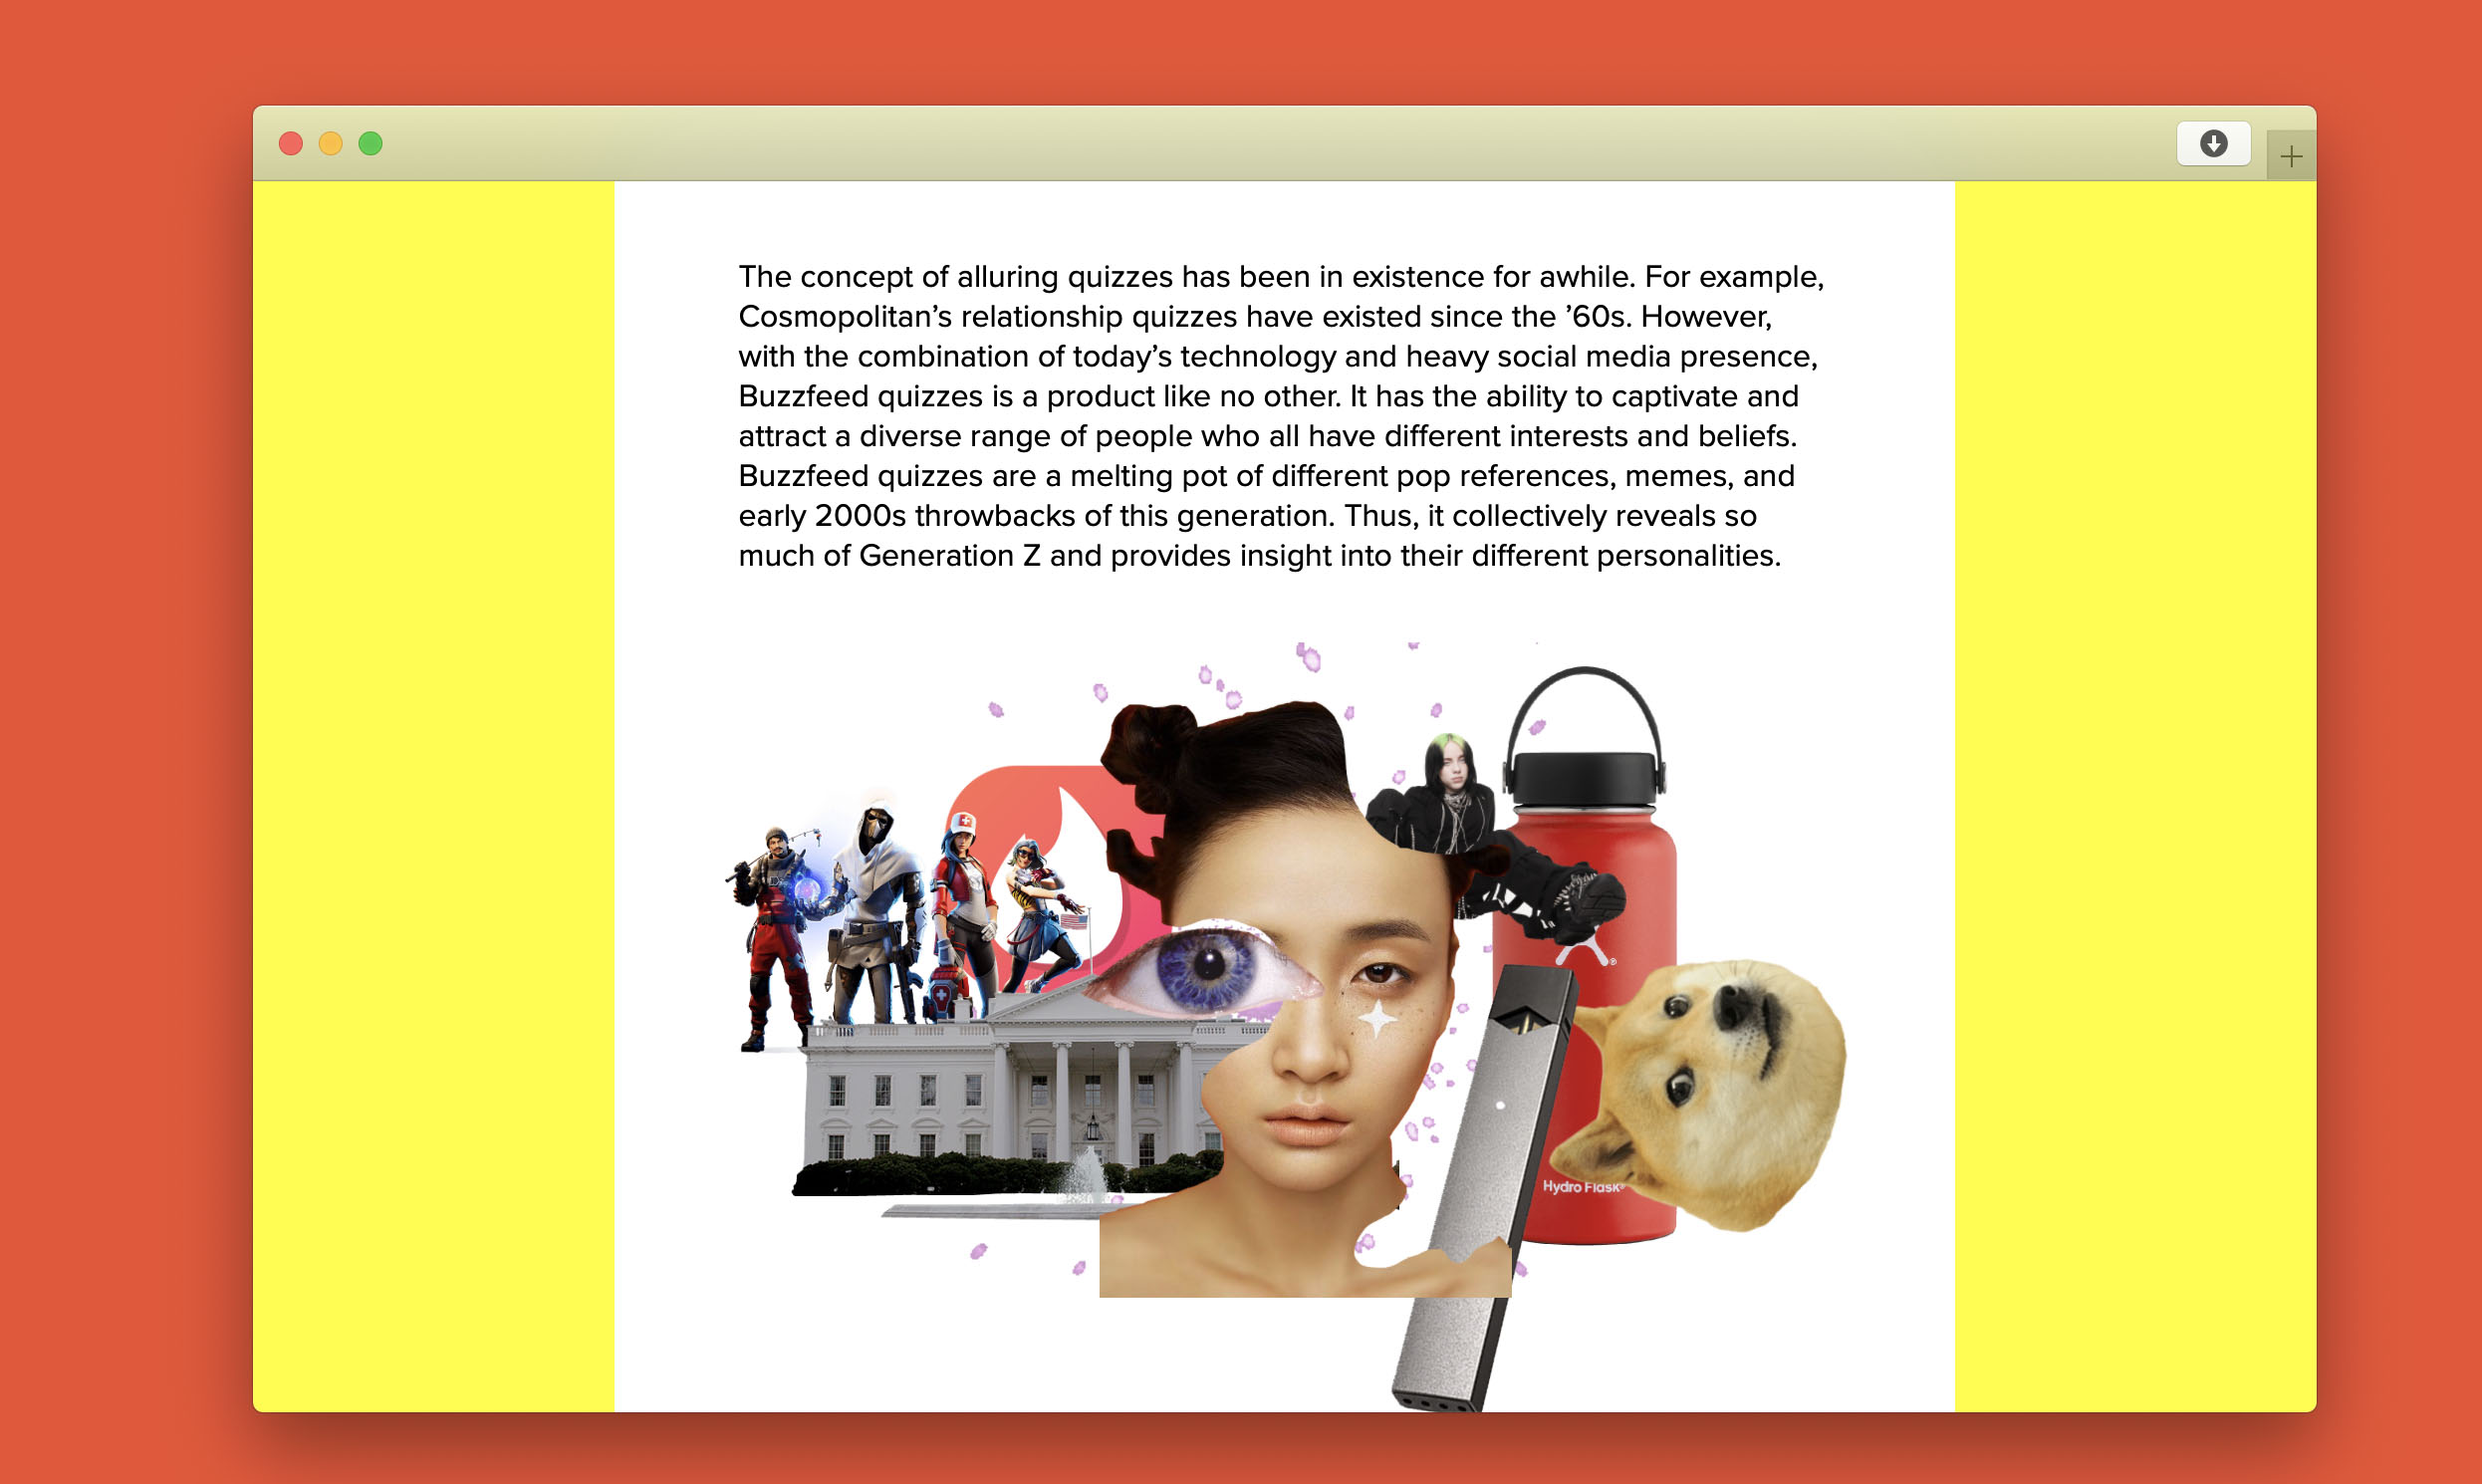 The concept of alluring quizzes has been in existence for awhile. For example,
Cosmopolitan’s relationship quizzes have existed since the ’60s. However,
with the combination of today’s technology and heavy social media presence,
Buzzfeed quizzes is a product like no other. It has the ability to captivate and
attract a diverse range of people who all have different interests and beliefs.
Buzzfeed quizzes are a melting pot of different pop references, memes, and
early 2000s throwbacks of this generation. Thus, it collectively reveals so
much of Generation Z and provides insight into their different personalities.
Hydro Flask®